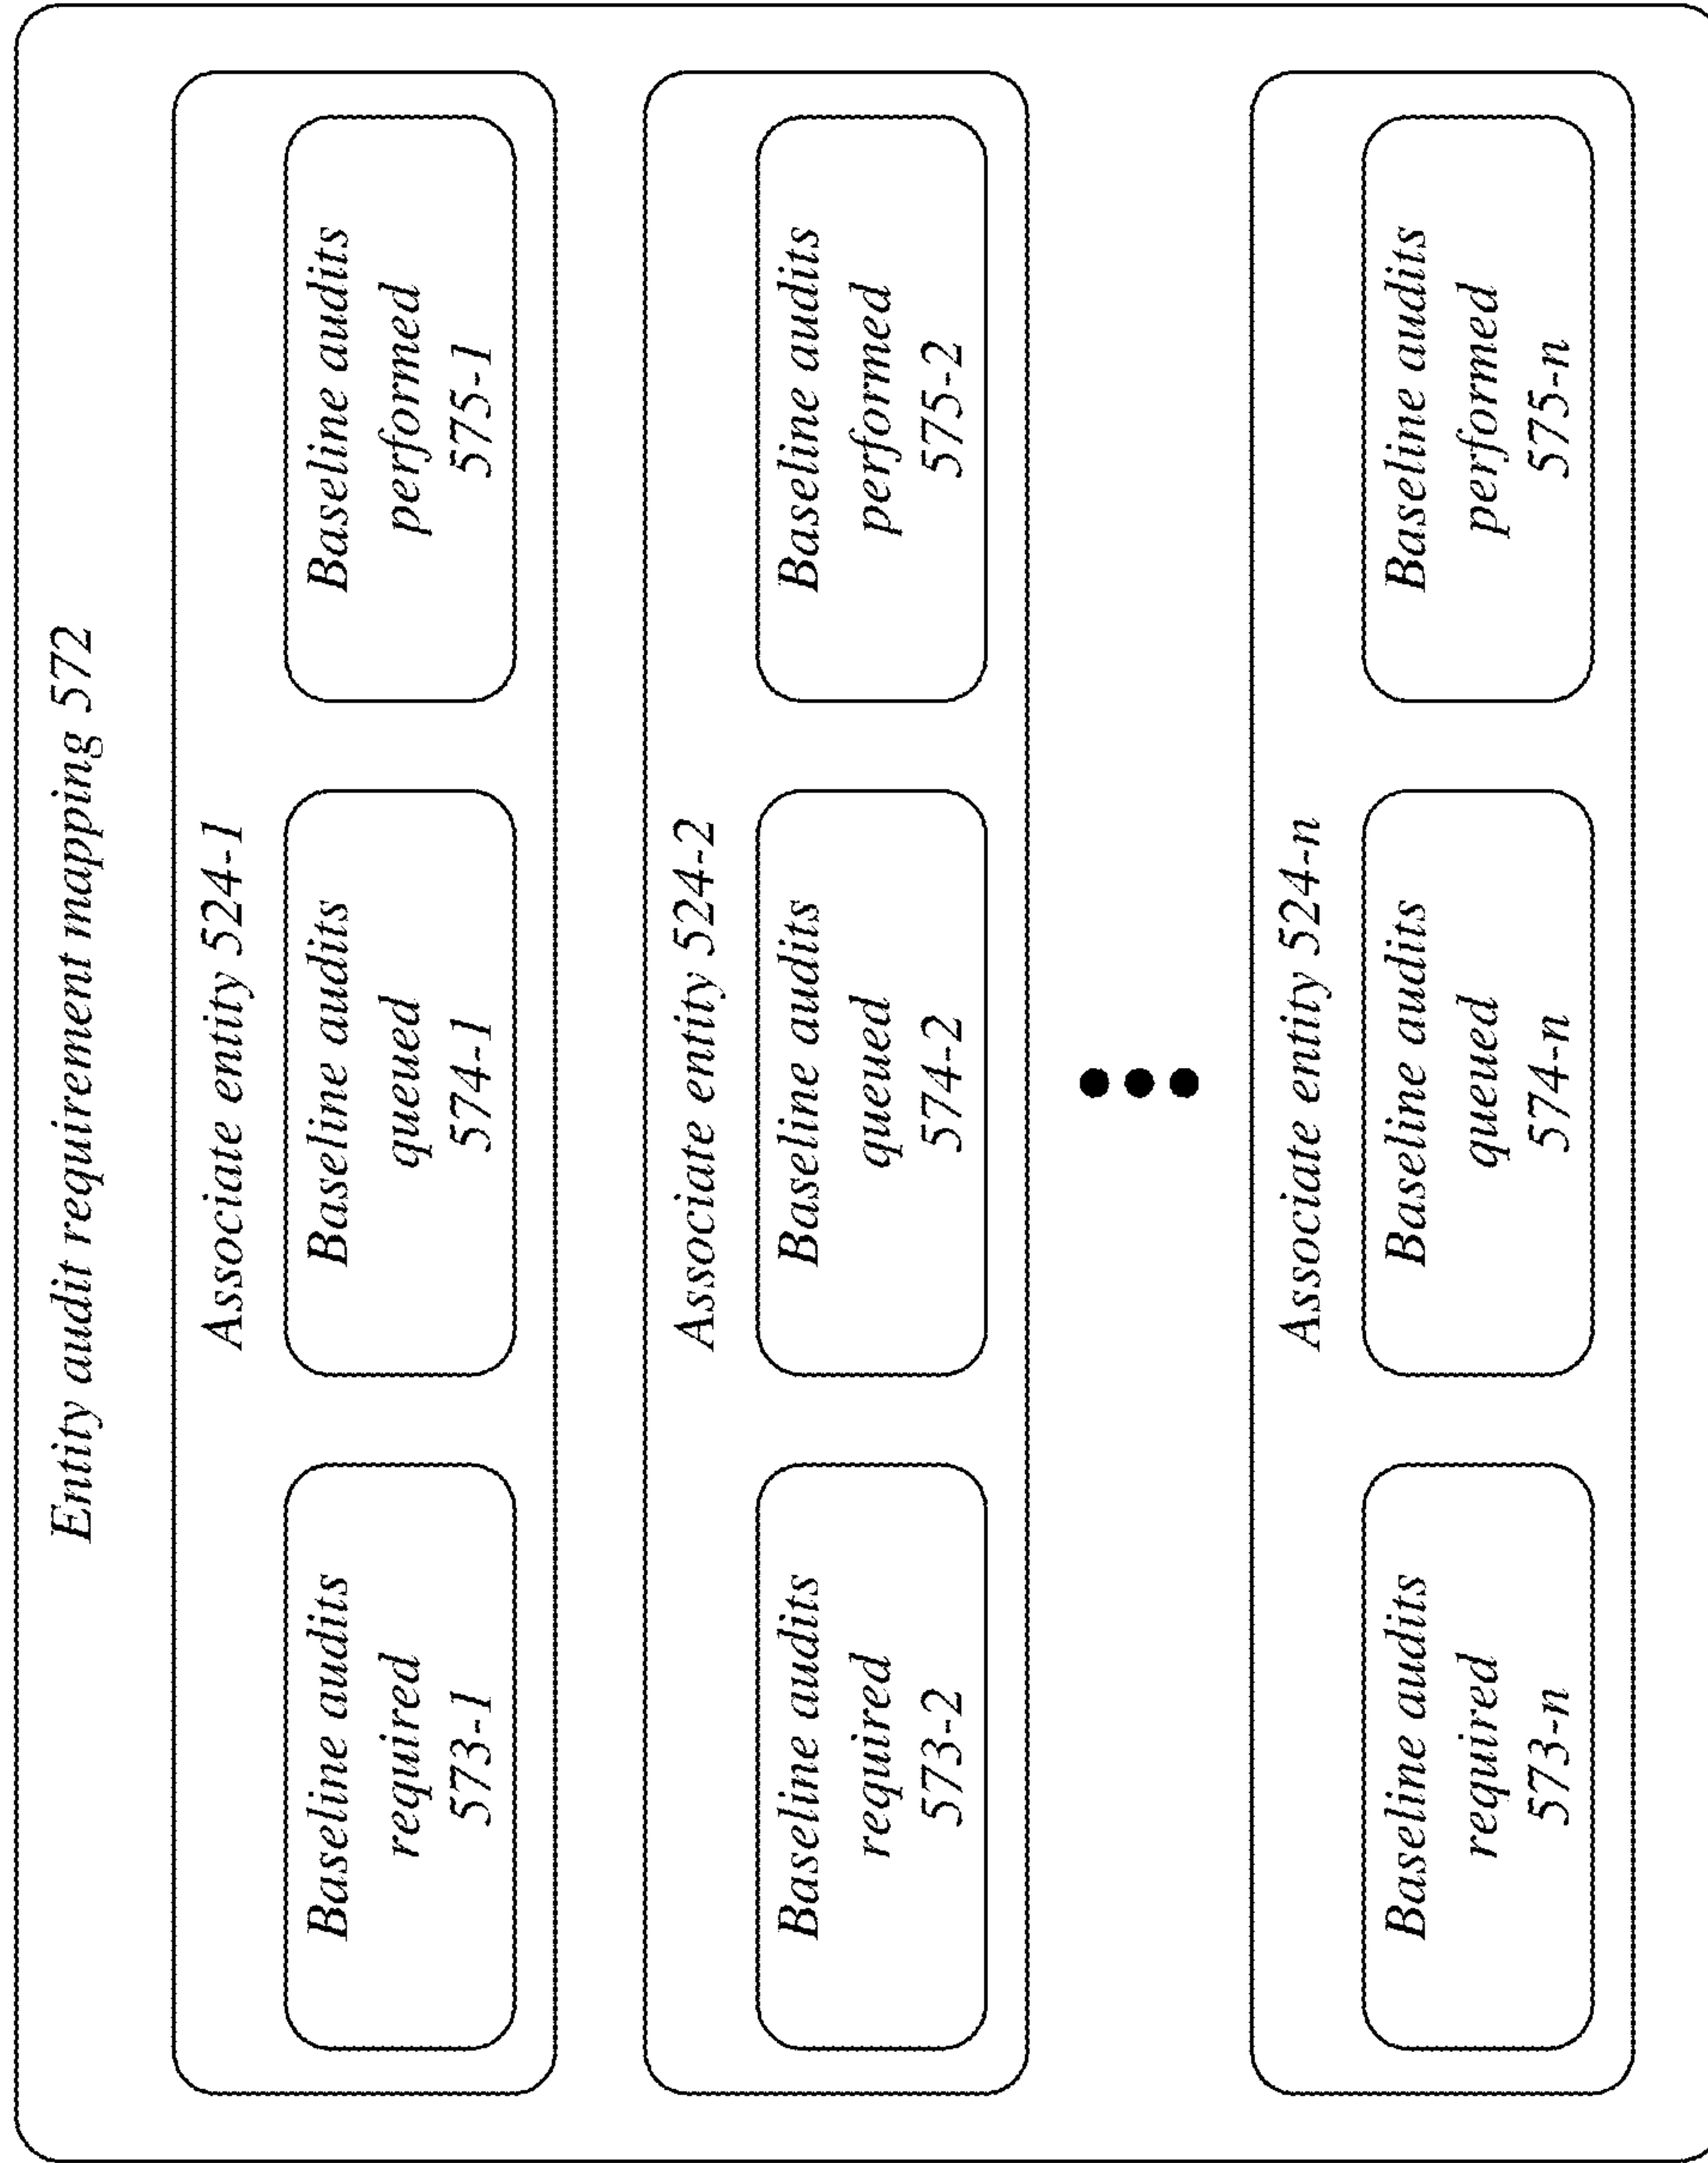 Entity audit requirement mapping 572
Associate entity 524-1
Baseline audits
required
573-1
Baseline audits
queued
574-1
Baseline audits
performed
575-1
Associate entity 524-2
Baseline audits
required
573-2
Baseline audits
queued
574-2
Baseline audits
performed
575-2
Associate entity 524-n
Baseline audits
required
573-n
Baseline audits
queued
574-n
Baseline audits
performed
575-n